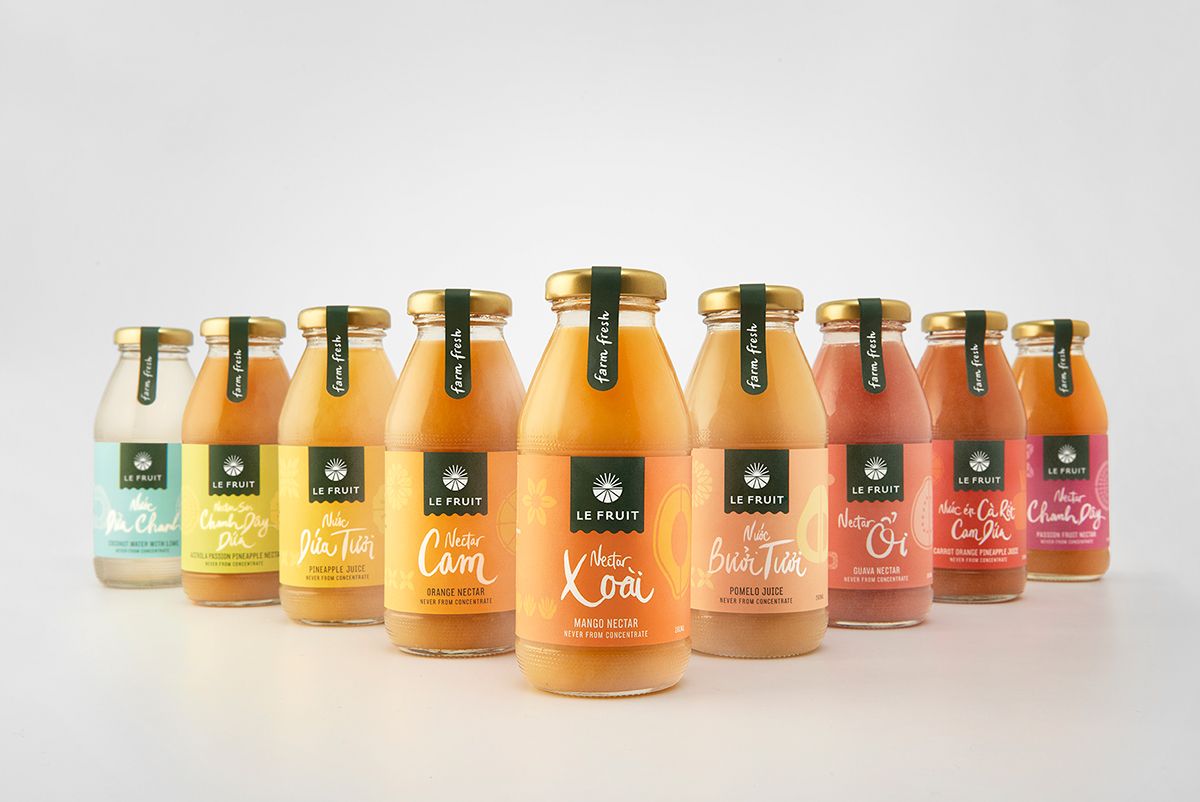 farm fresh
LE FRUIT
Nước
Dừa Chanh
COCONUT WATER WITH LIME
NEVER FROM CONCENTRATE
farm fresh
LE FRUIT
Chanh Dây
Dứa
PASSION PINEAPPLE NECTAR
NEVER FROM CONCENTRATE
farm fresh
LE FRUIT
Nước
Dứa Tươi
PINEAPPLE JUICE
NEVER FROM CONCENTRATE
farm fresh
LE FRUIT
Nectar
Cam
ORANGE NECTAR
NEVER FROM CONCENTRATE
farm fresh
LE FRUIT
Nectar
Xoài
MANGO NECTAR
NEVER FROM CONCENTRATE
farm fresh
LE FRUIT
Nước
Bưởi Tươi
POMELO JUICE
NEVER FROM CONCENTRATE
farm fresh
LE FRUIT
Nectar
Ổi
GUAVA NECTAR
NEVER FROM CONCENTRATE
farm fresh
LE FRUIT
Nước ép Cà Rốt
Cam Dứa
CARROT ORANGE PINEAPPLE JUICE
NEVER FROM CONCENTRATE
farm fresh
LE FRUIT
Nectar
Chanh Dây
PASSION FRUIT NECTAR
NEVER FROM CONCENTRATE